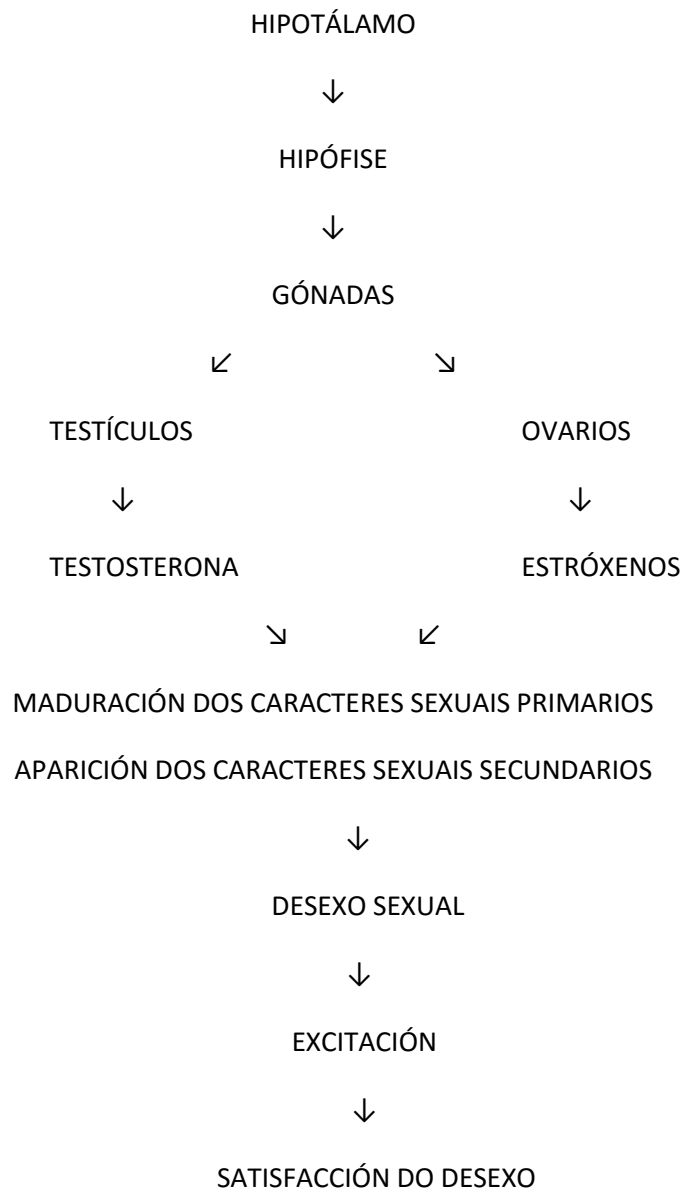 HIPOTÁLAMO
↓
HIPÓFISE
↓
GÓNADAS
↙ ↘
TESTÍCULOS OVARIOS
↓ ↓
TESTOSTERONA ESTRÓXENOS
↘ ↙
MADURACIÓN DOS CARACTERES SEXUAIS PRIMARIOS
APARICIÓN DOS CARACTERES SEXUAIS SECUNDARIOS
↓
DESEXO SEXUAL
↓
EXCITACIÓN
↓
SATISFACCIÓN DO DESEXO